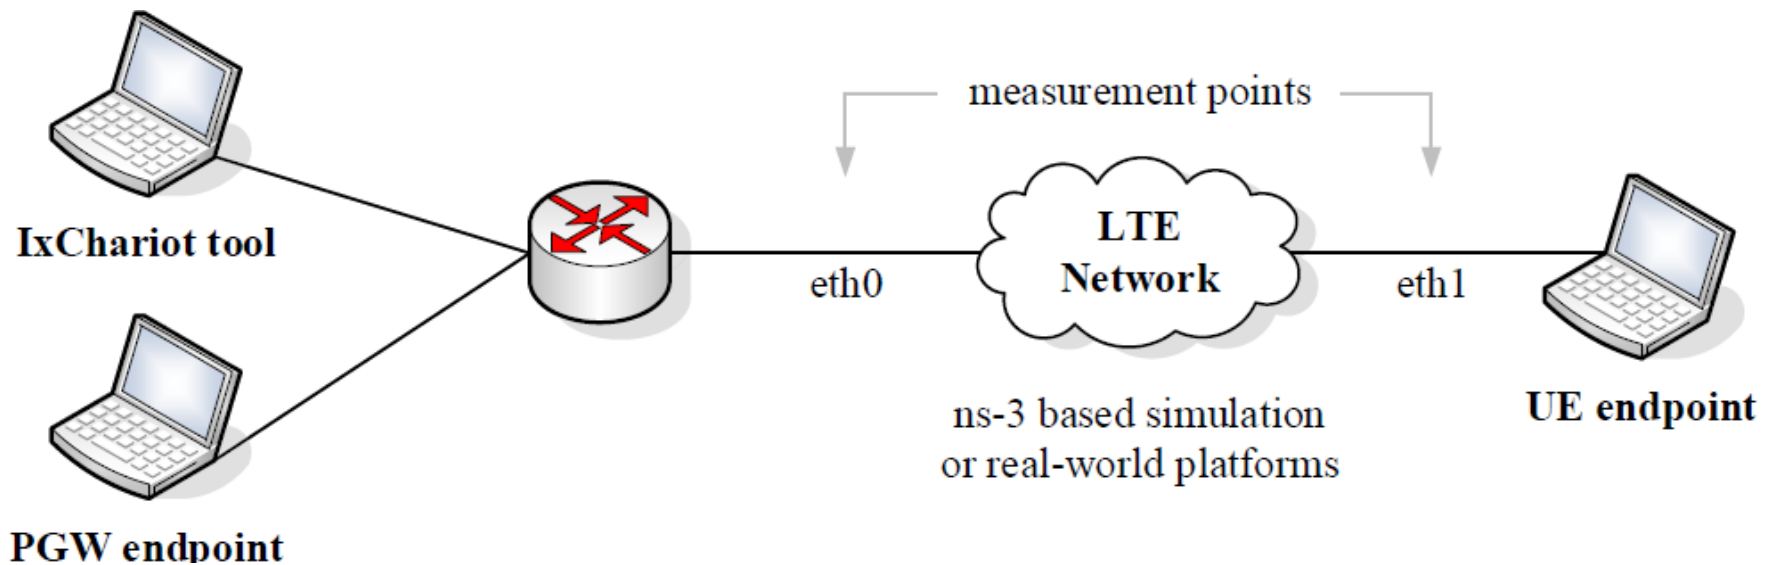 measurement points
IxChariot tool
LTE
Network
eth0
eth1
ns-3 based simulation
or real-world platforms
UE endpoint
PGW endpoint